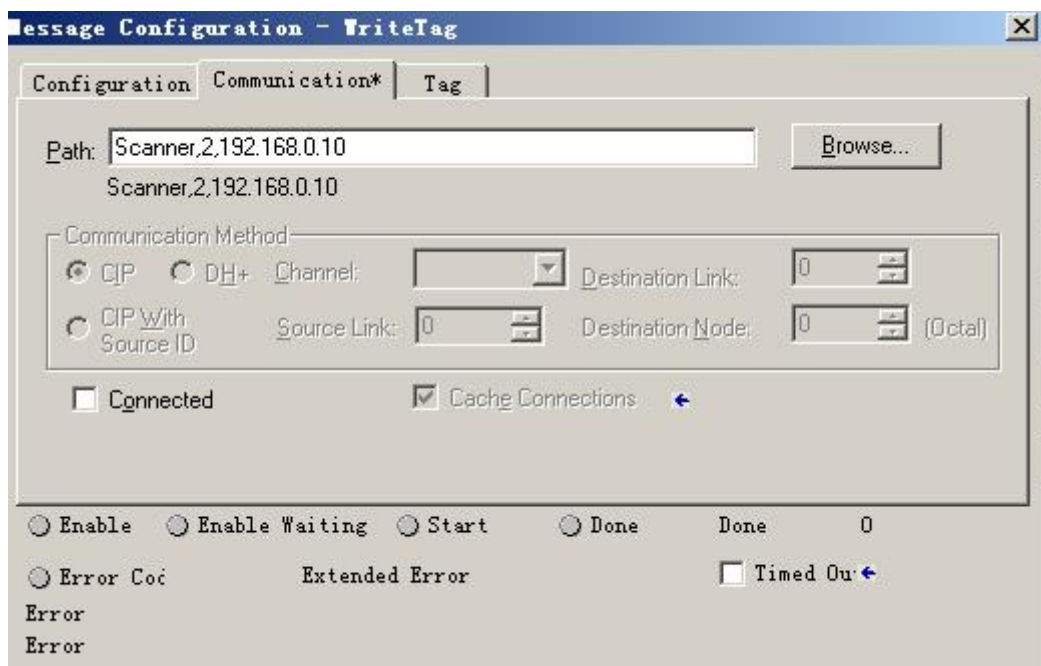 Message Configuration - WriteTag
Configuration Communication* Tag
Path: Scanner,2,192.168.0.10 Browse...
Scanner,2,192.168.0.10
Communication Method
CIP DH+ Channel: Destination Link: 0
CIP With Source Link: 0 Destination Node: 0 (Octal)
Source ID
Connected Cache Connections
Enable Enable Waiting Start Done Done 0
Error Cod Extended Error Timed Ou
Error
Error